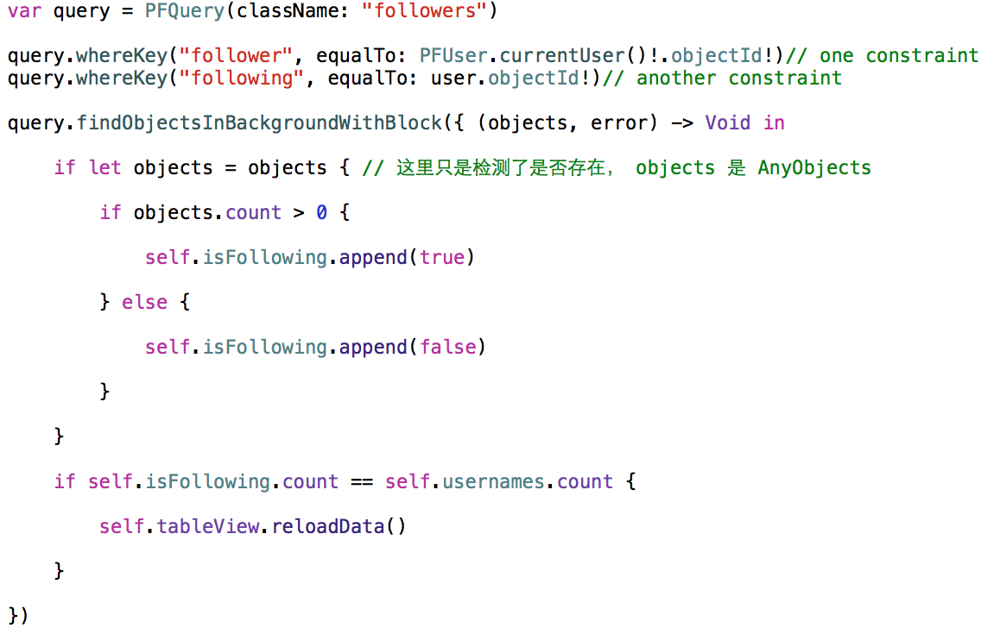 var query = PFQuery(className: "followers")
query.whereKey("follower", equalTo: PFUser.currentUser()!.objectId!)// one constraint
query.whereKey("following", equalTo: user.objectId!)// another constraint
query.findObjectsInBackgroundWithBlock({ (objects, error) -> Void in
if let objects = objects { // 这里只是检测了是否存在， objects 是 AnyObjects
if objects.count > 0 {
self.isFollowing.append(true)
} else {
self.isFollowing.append(false)
}
}
if self.isFollowing.count == self.usernames.count {
self.tableView.reloadData()
}
})